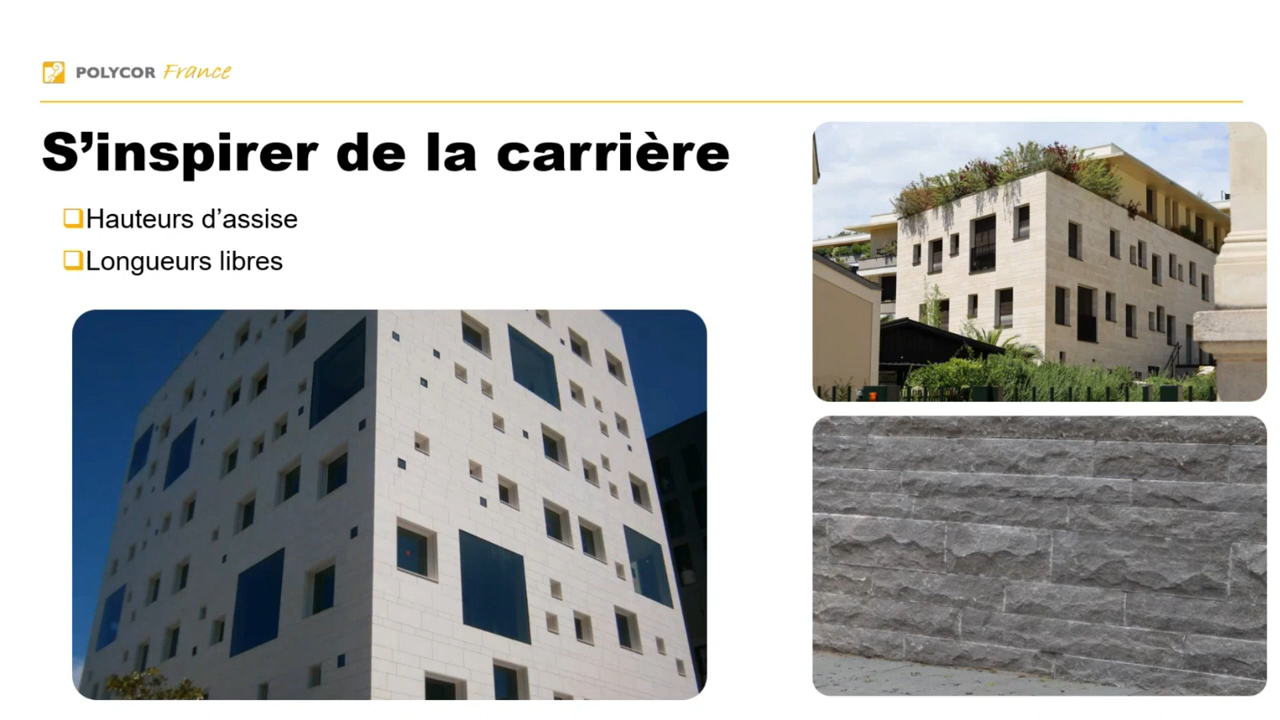 POLYCOR France
S’inspirer de la carrière
Hauteurs d’assise
Longueurs libres